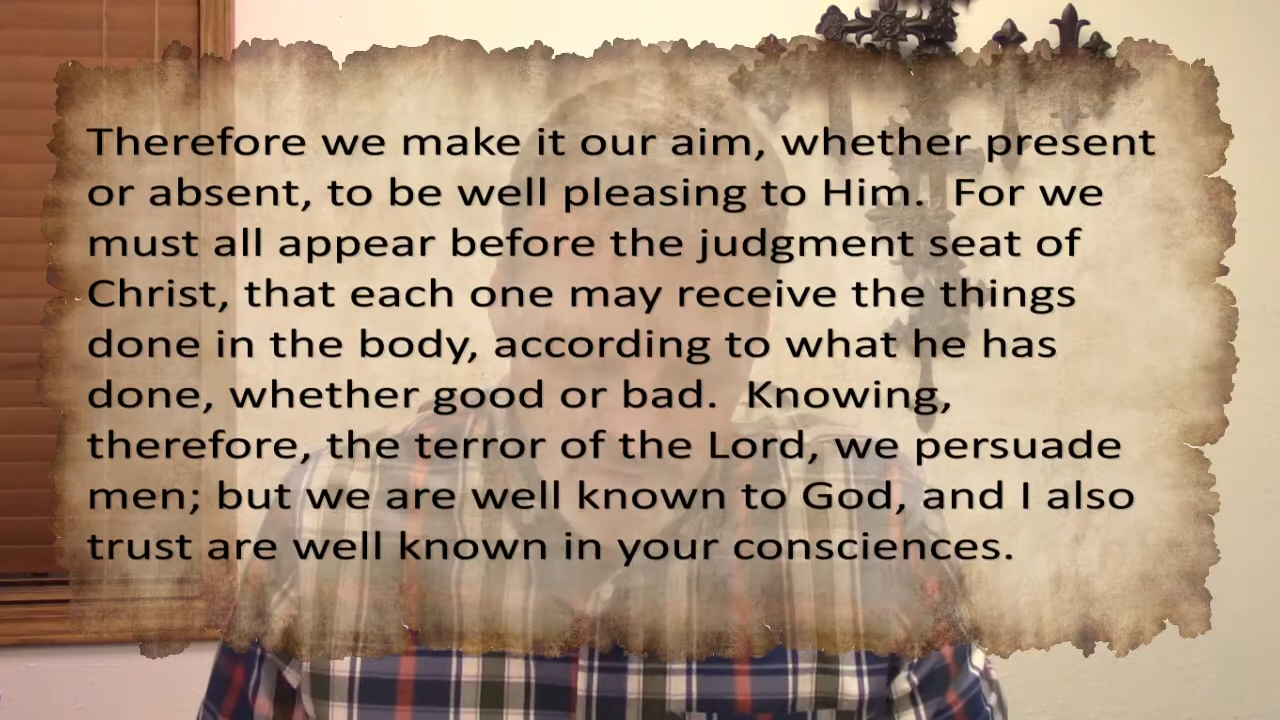 Therefore we make it our aim, whether present
or absent, to be well pleasing to Him.  For we
must all appear before the judgment seat of
Christ, that each one may receive the things
done in the body, according to what he has
done, whether good or bad.  Knowing,
therefore, the terror of the Lord, we persuade
men; but we are well known to God, and I also
trust are well known in your consciences.